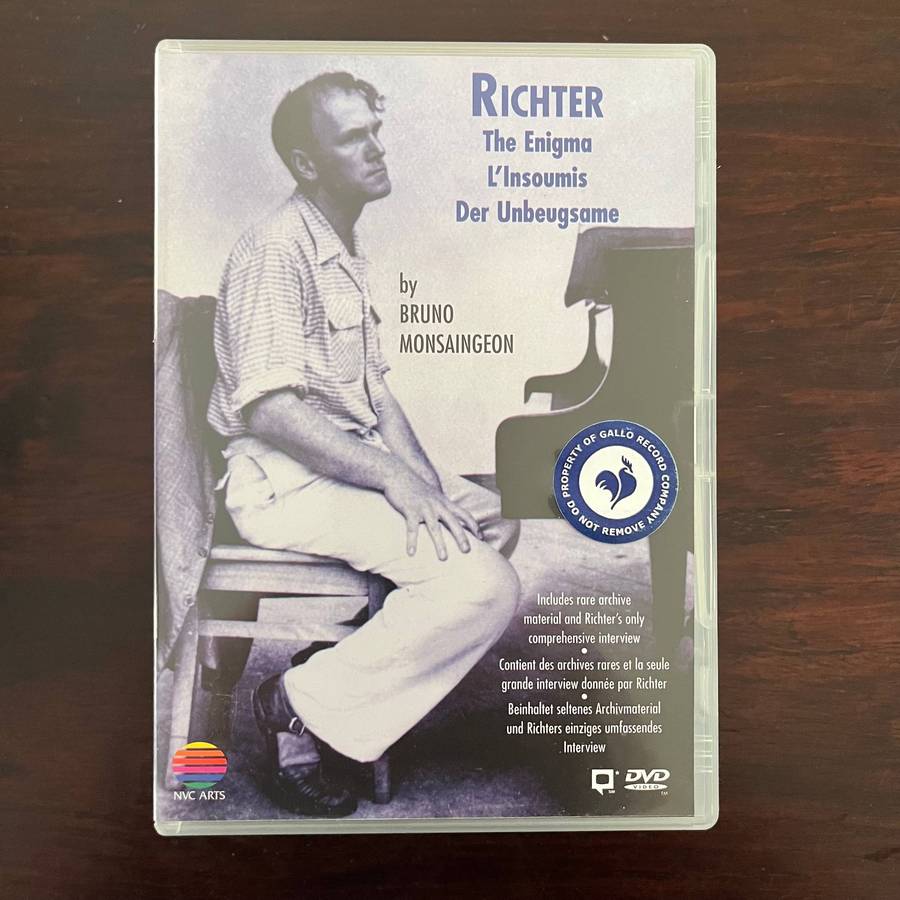 RICHTER
The Enigma
L'Insoumis
Der Unbeugsame
by
BRUNO
MONSAINGEON
PROPERTY OF GALLO RECORD COMPANY
DO NOT REMOVE
Includes rare archive
material and Richter's only
comprehensive interview
•
Contient des archives rares et la seule
grande interview donnée par Richter
•
Beinhaltet seltenes Archivmaterial
und Richters einziges umfassendes
Interview
NVC ARTS
DVD
VIDEO
TM